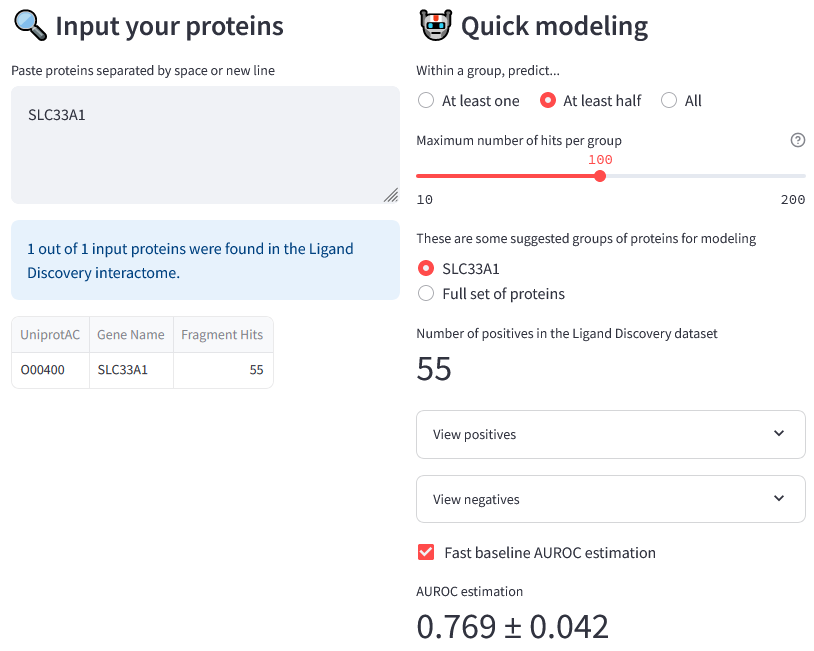 Input your proteins
Paste proteins separated by space or new line
SLC33A1
1 out of 1 input proteins were found in the Ligand
Discovery interactome.
UniprotAC Gene Name Fragment Hits
O00400 SLC33A1 55
Quick modeling
Within a group, predict...
At least one At least half All
Maximum number of hits per group
100
10 200
These are some suggested groups of proteins for modeling
SLC33A1
Full set of proteins
Number of positives in the Ligand Discovery dataset
55
View positives
View negatives
Fast baseline AUROC estimation
AUROC estimation
0.769 ± 0.042